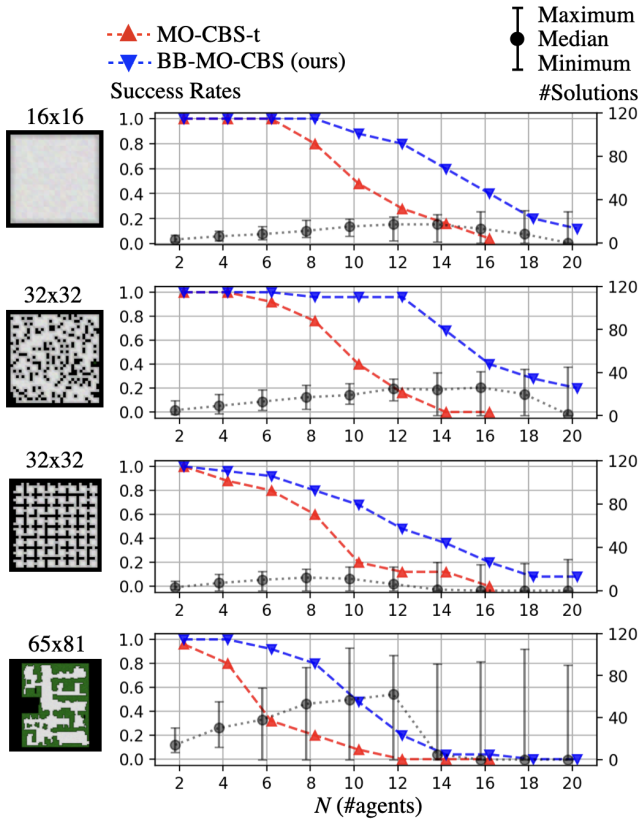 MO-CBS-t
BB-MO-CBS (ours)
Maximum
Median
Minimum
Success Rates
#Solutions
16x16
1.0
0.8
0.6
0.4
0.2
0.0
120
80
40
0
2 4 6 8 10 12 14 16 18 20
32x32
1.0
0.8
0.6
0.4
0.2
0.0
120
80
40
0
2 4 6 8 10 12 14 16 18 20
32x32
1.0
0.8
0.6
0.4
0.2
0.0
120
80
40
0
2 4 6 8 10 12 14 16 18 20
65x81
1.0
0.8
0.6
0.4
0.2
0.0
120
80
40
0
2 4 6 8 10 12 14 16 18 20
N (#agents)